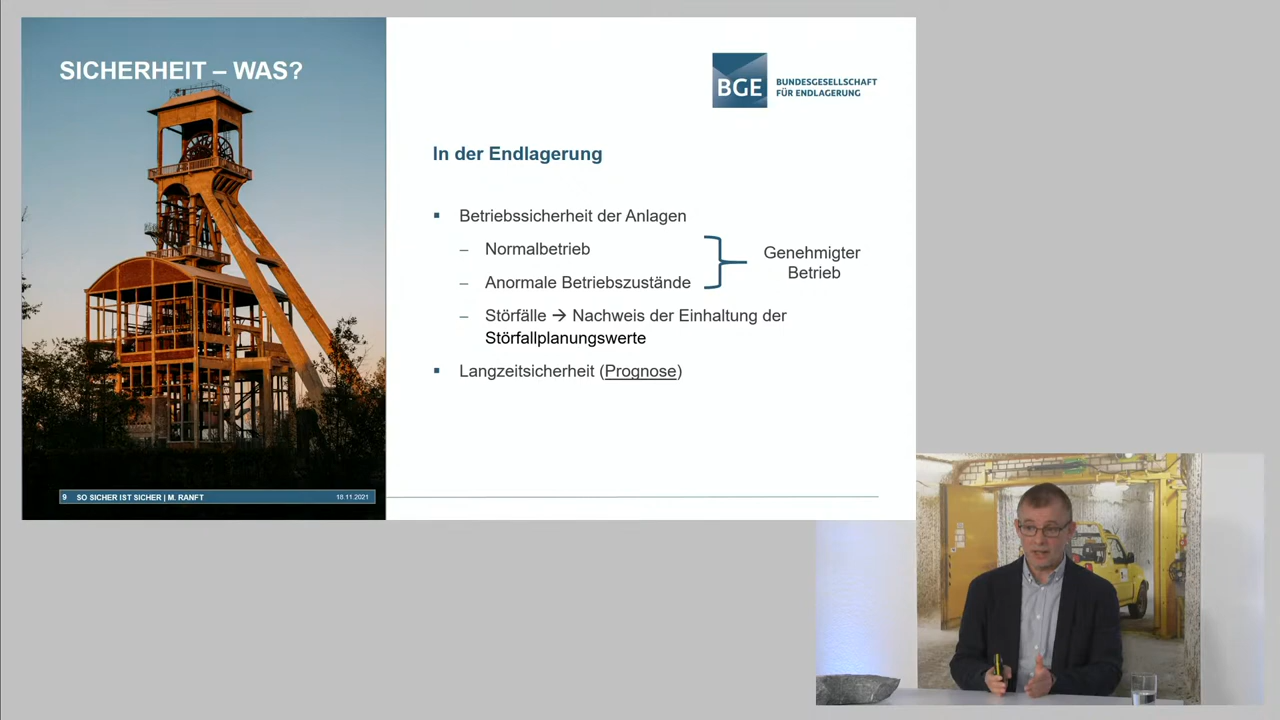 SICHERHEIT – WAS?
BGE
BUNDESGESELLSCHAFT
FÜR ENDLAGERUNG
In der Endlagerung
▪ Betriebssicherheit der Anlagen
– Normalbetrieb
– Anormale Betriebszustände
Genehmigter
Betrieb
– Störfälle → Nachweis der Einhaltung der
Störfallplanungswerte
▪ Langzeitsicherheit (Prognose)
9 SO SICHER IST SICHER | M. RANFT 18.11.2021